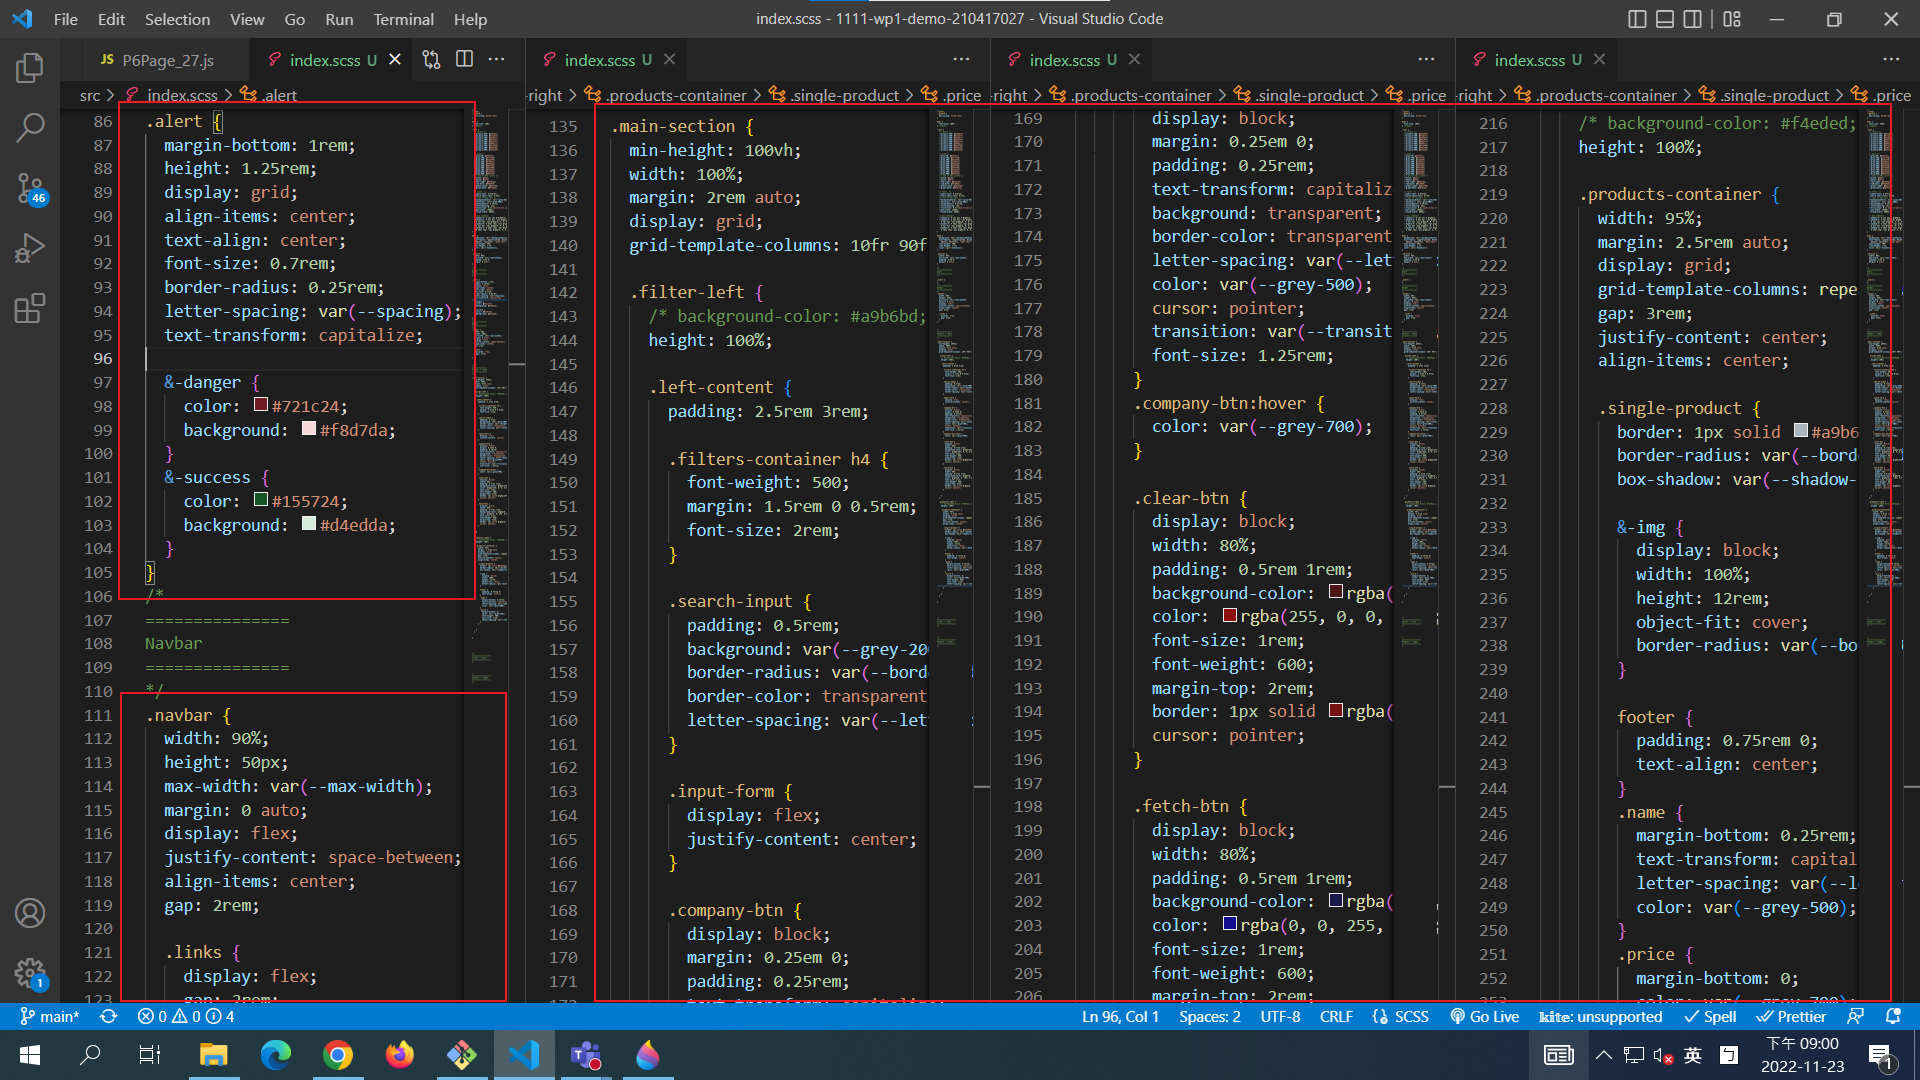 File Edit Selection View Go Run Terminal Help
index.scss - 1111-wp1-demo-210417027 - Visual Studio Code
JS P6Page_27.js
index.scss U
index.scss U
index.scss U
index.scss U
src > index.scss > .alert
-right > .products-container > .single-product > .price
-right > .products-container > .single-product > .price
-right > .products-container > .single-product > .price
86 .alert {
87 margin-bottom: 1rem;
88 height: 1.25rem;
89 display: grid;
90 align-items: center;
91 text-align: center;
92 font-size: 0.7rem;
93 border-radius: 0.25rem;
94 letter-spacing: var(--spacing);
95 text-transform: capitalize;
96
97 &-danger {
98 color: #721c24;
99 background: #f8d7da;
100 }
101 &-success {
102 color: #155724;
103 background: #d4edda;
104 }
105 }
106 /*
107 ===============
108 Navbar
109 ===============
110 */
111 .navbar {
112 width: 90%;
113 height: 50px;
114 max-width: var(--max-width);
115 margin: 0 auto;
116 display: flex;
117 justify-content: space-between;
118 align-items: center;
119 gap: 2rem;
120
121 .links {
122 display: flex;
123 gap: 2rem;
135 .main-section {
136 min-height: 100vh;
137 width: 100%;
138 margin: 2rem auto;
139 display: grid;
140 grid-template-columns: 10fr 90f
141
142 .filter-left {
143 /* background-color: #a9b6bd;
144 height: 100%;
145
146 .left-content {
147 padding: 2.5rem 3rem;
148
149 .filters-container h4 {
150 font-weight: 500;
151 margin: 1.5rem 0 0.5rem;
152 font-size: 2rem;
153 }
154
155 .search-input {
156 padding: 0.5rem;
157 background: var(--grey-20
158 border-radius: var(--bord
159 border-color: transparent
160 letter-spacing: var(--let
161 }
162
163 .input-form {
164 display: flex;
165 justify-content: center;
166 }
167
168 .company-btn {
169 display: block;
170 margin: 0.25em 0;
171 padding: 0.25rem;
172 text-transform: capitalize;
169 display: block;
170 margin: 0.25em 0;
171 padding: 0.25rem;
172 text-transform: capitaliz
173 background: transparent;
174 border-color: transparent
175 letter-spacing: var(--let
176 color: var(--grey-500);
177 cursor: pointer;
178 transition: var(--transit
179 font-size: 1.25rem;
180 }
181 .company-btn:hover {
182 color: var(--grey-700);
183 }
184
185 .clear-btn {
186 display: block;
187 width: 80%;
188 padding: 0.5rem 1rem;
189 background-color: rgba(
190 color: rgba(255, 0, 0,
191 font-size: 1rem;
192 font-weight: 600;
193 margin-top: 2rem;
194 border: 1px solid rgba(
195 cursor: pointer;
196 }
197
198 .fetch-btn {
199 display: block;
200 width: 80%;
201 padding: 0.5rem 1rem;
202 background-color: rgba(
203 color: rgba(0, 0, 255,
204 font-size: 1rem;
205 font-weight: 600;
206 margin-top: 2rem;
216 /* background-color: #f4eded;
217 height: 100%;
218
219 .products-container {
220 width: 95%;
221 margin: 2.5rem auto;
222 display: grid;
223 grid-template-columns: repe
224 gap: 3rem;
225 justify-content: center;
226 align-items: center;
227
228 .single-product {
229 border: 1px solid #a9b6
230 border-radius: var(--bord
231 box-shadow: var(--shadow-
232
233 &-img {
234 display: block;
235 width: 100%;
236 height: 12rem;
237 object-fit: cover;
238 border-radius: var(--bo
239 }
240
241 footer {
242 padding: 0.75rem 0;
243 text-align: center;
244 }
245 .name {
246 margin-bottom: 0.25rem;
247 text-transform: capital
248 letter-spacing: var(--l
249 color: var(--grey-500);
250 }
251 .price {
252 margin-bottom: 0;
253 color: var(--grey-700);
46
1
main* 0 0 4
Ln 96, Col 1 Spaces: 2 UTF-8 CRLF SCSS Go Live kite: unsupported Spell Prettier
英
下午 09:00
2022-11-23
1